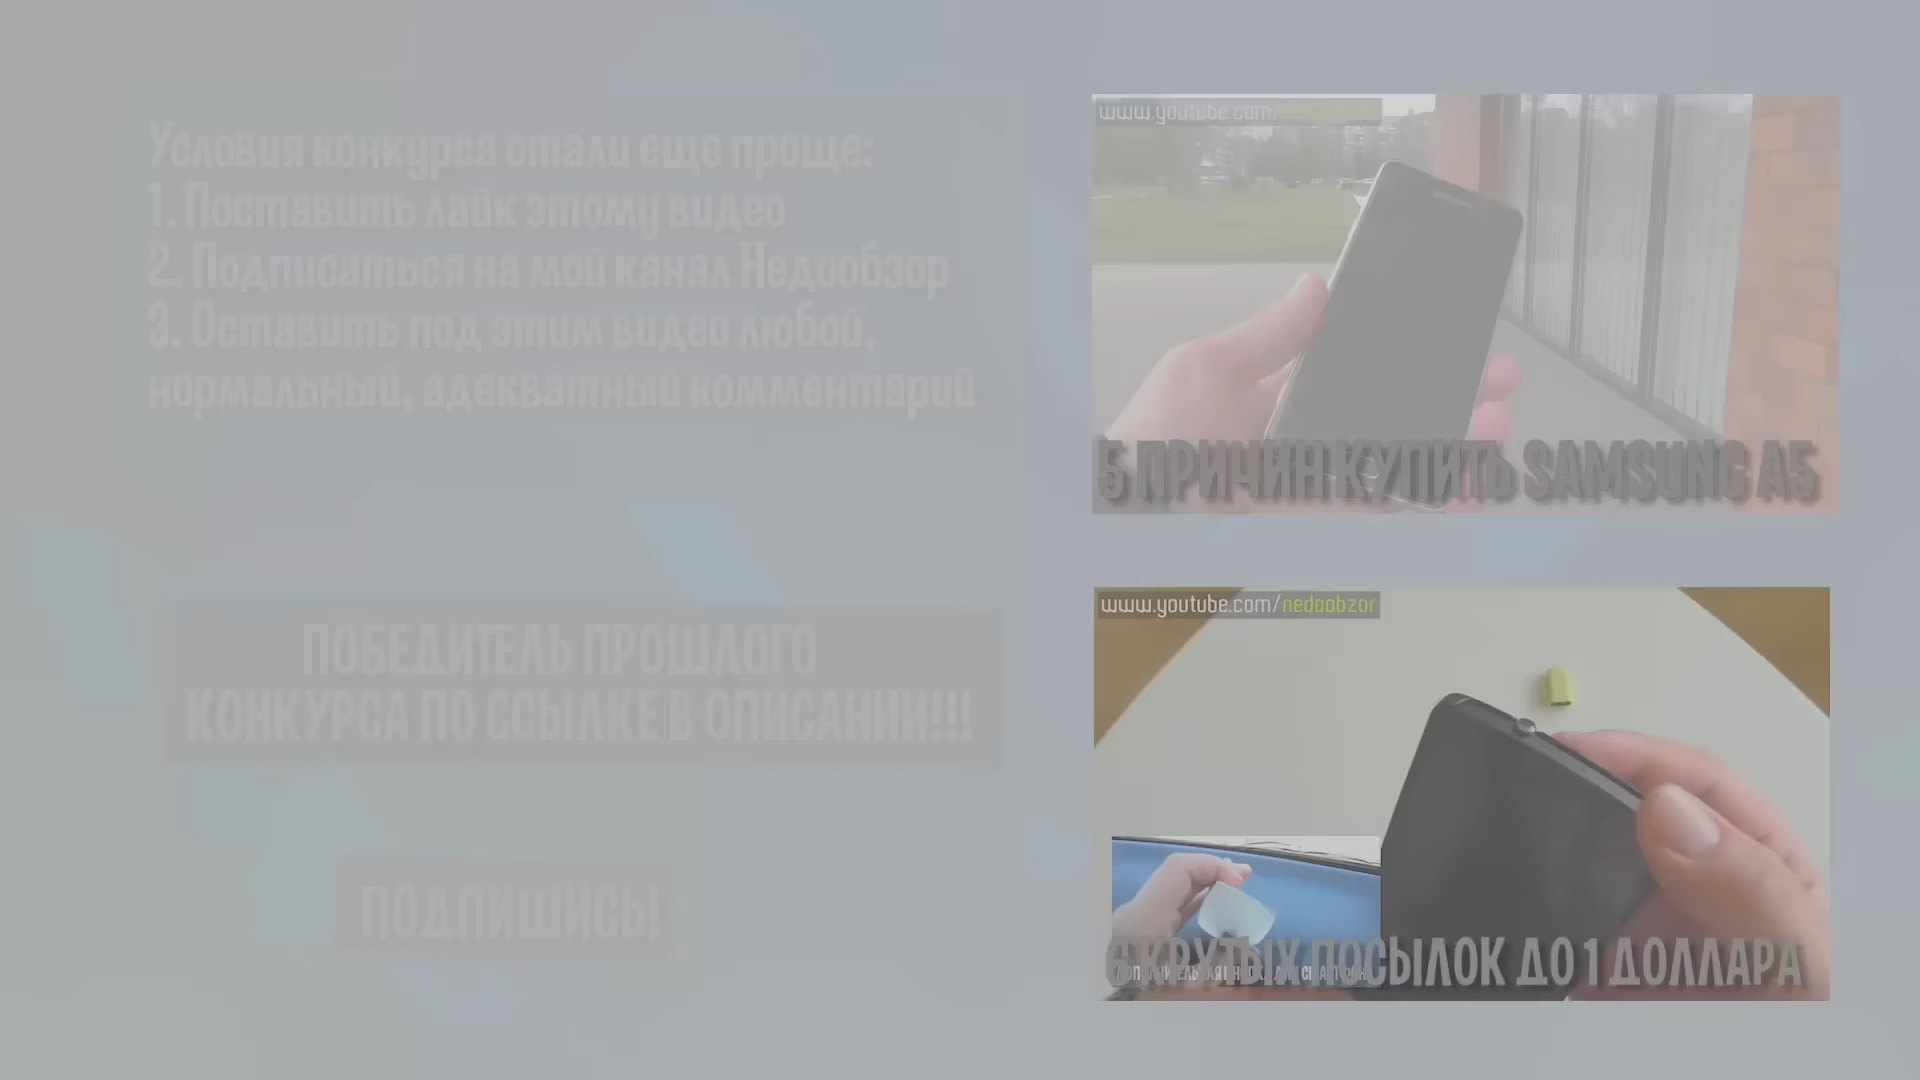 Условия конкурса стали еще проще:
1. Поставить лайк этому видео
2. Подписаться на мой канал Недообзор
3. Оставить под этим видео любой,
нормальный, адекватный комментарий
ПОБЕДИТЕЛЬ ПРОШЛОГО
КОНКУРСА ПО ССЫЛКЕ В ОПИСАНИИ!!!
ПОДПИШИСЬ!
www.youtube.com/
5 ПРИЧИН КУПИТЬ SAMSUNG A5
www.youtube.com/nedoobzor
6 КРУТЫХ ПОСЫЛОК ДО 1 ДОЛЛАРА